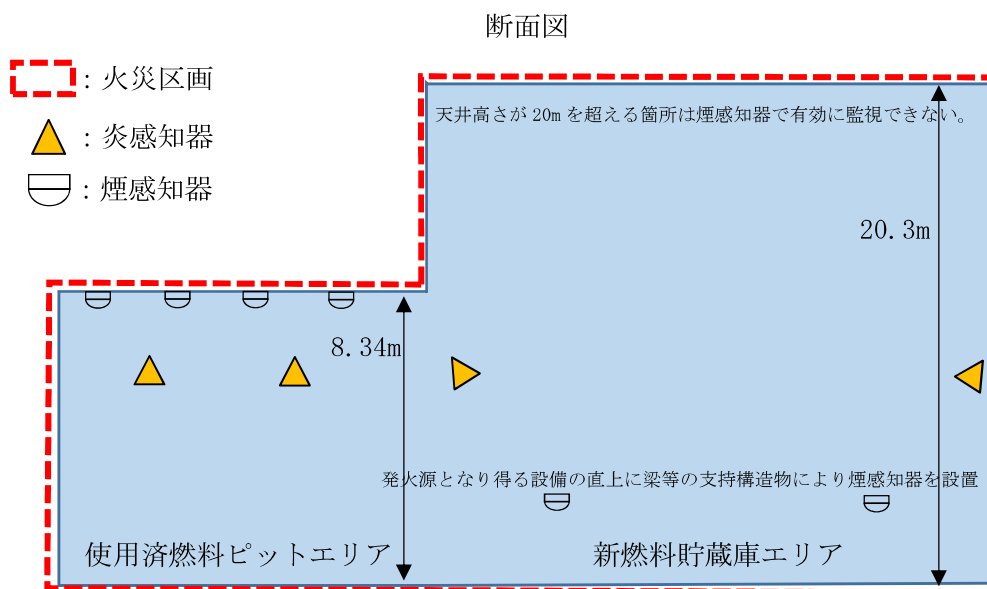 断面図
：火災区画
：炎感知器
：煙感知器
天井高さが 20m を超える箇所は煙感知器で有効に監視できない。
20.3m
8.34m
発火源となり得る設備の直上に梁等の支持構造物により煙感知器を設置
使用済燃料ピットエリア
新燃料貯蔵庫エリア